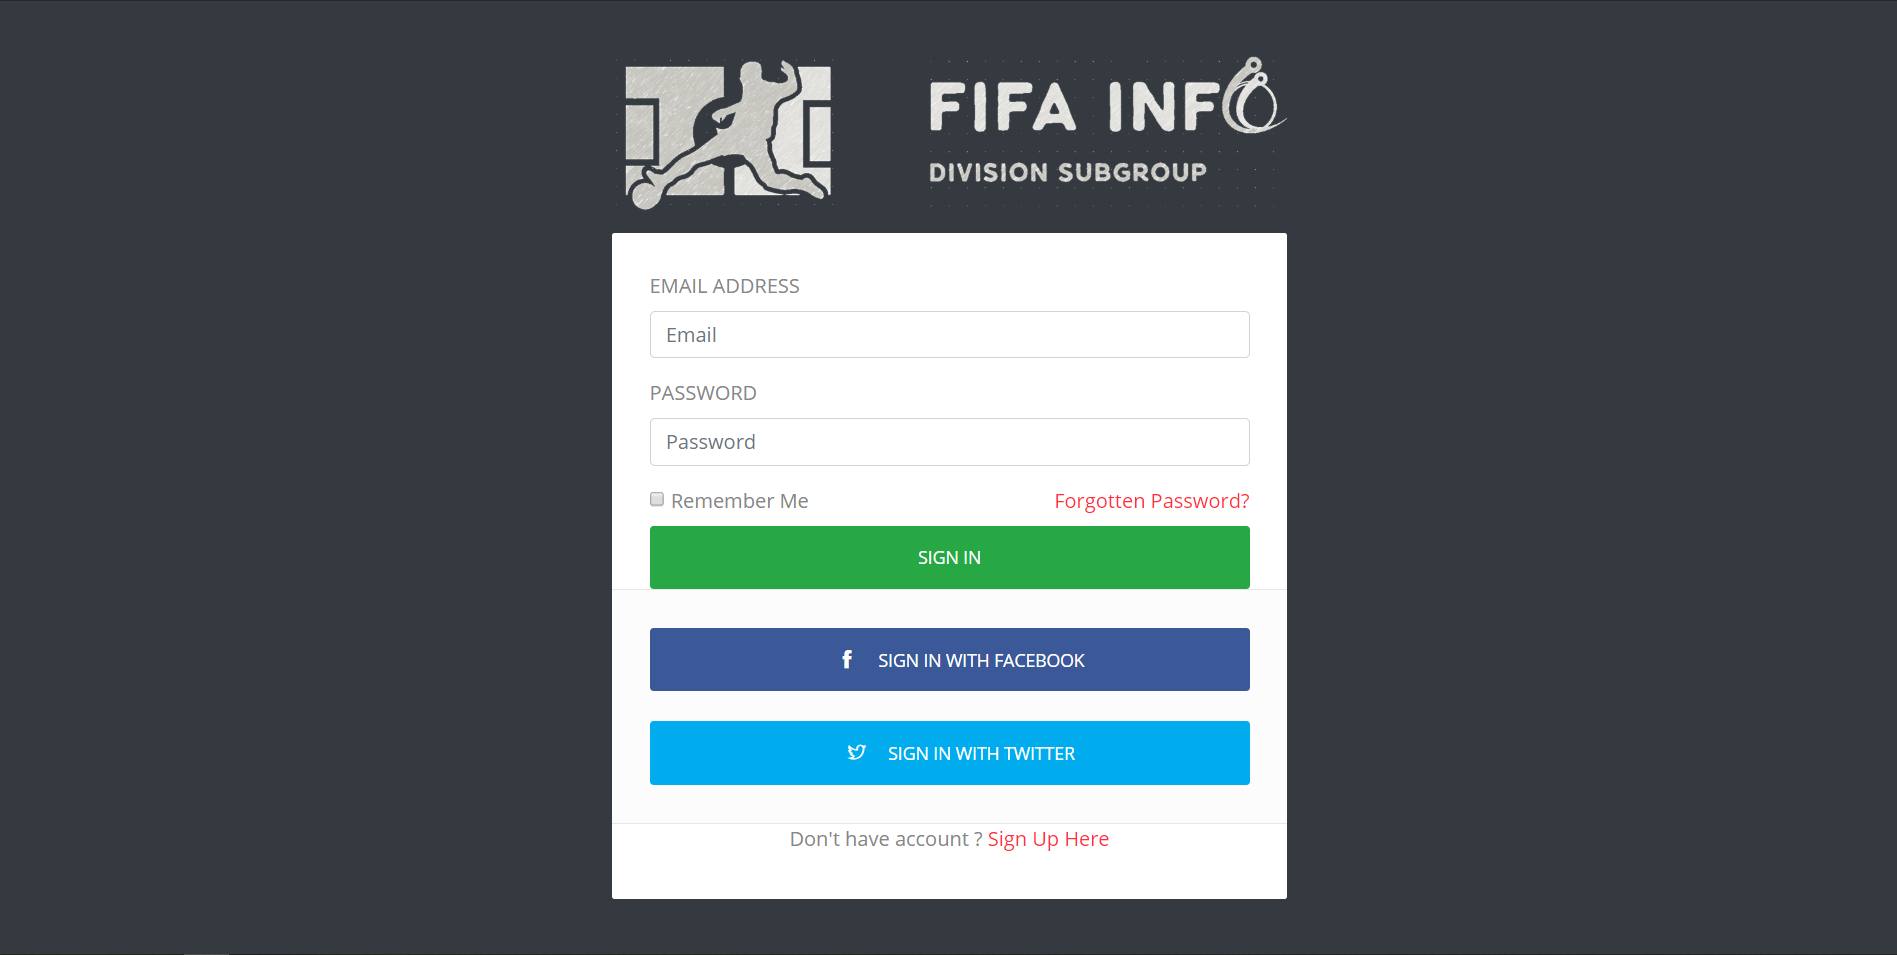 FIFA INFO
DIVISION SUBGROUP
EMAIL ADDRESS
Email
PASSWORD
Password
Remember Me Forgotten Password?
SIGN IN
f SIGN IN WITH FACEBOOK
SIGN IN WITH TWITTER
Don't have account ? Sign Up Here